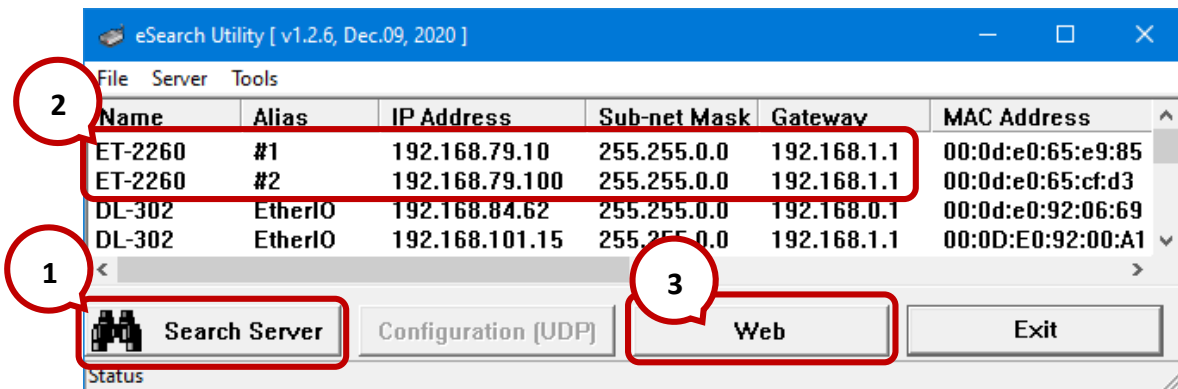 eSearch Utility [ v1.2.6, Dec.09, 2020 ]
File Server Tools
2
Name Alias IP Address Sub-net Mask Gateway MAC Address
ET-2260 #1 192.168.79.10 255.255.0.0 192.168.1.1 00:0d:e0:65:e9:85
ET-2260 #2 192.168.79.100 255.255.0.0 192.168.1.1 00:0d:e0:65:cf:d3
DL-302 EtherIO 192.168.84.62 255.255.0.0 192.168.0.1 00:0d:e0:92:06:69
DL-302 EtherIO 192.168.101.15 255.255.0.0 192.168.1.1 00:0D:E0:92:00:A1
1
3
Search Server Configuration (UDP) Web Exit
Status